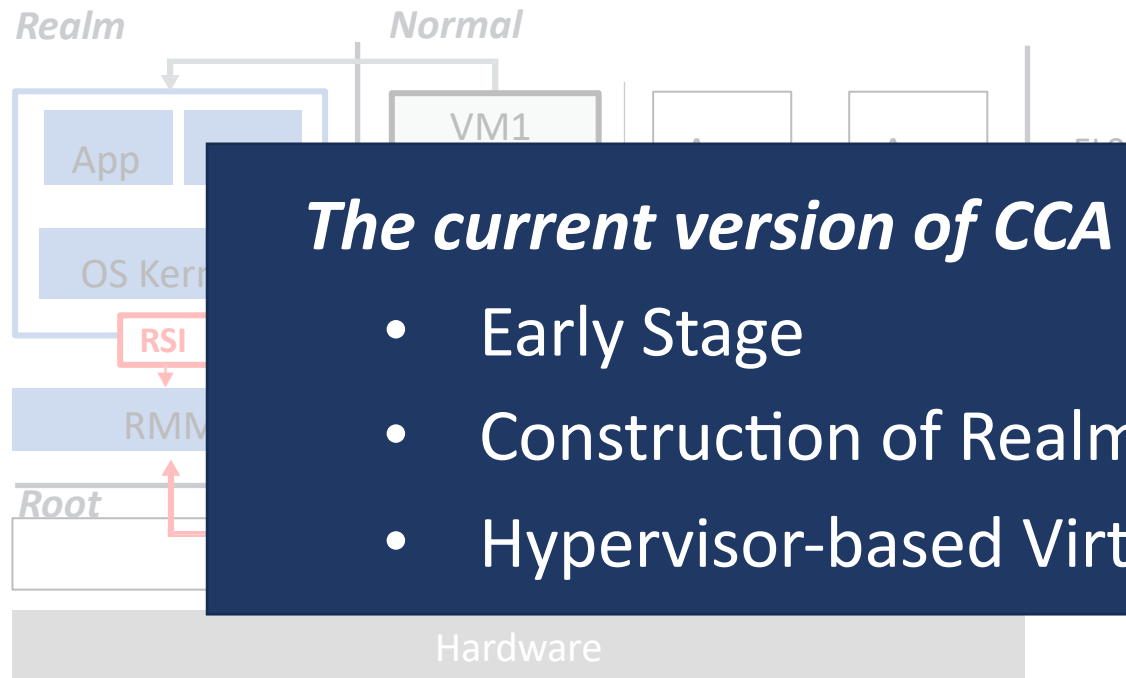 Realm
Normal
VM1
App
The current version of CCA
OS Kern
Early Stage
RSI
Construction of Realm
RMM
Root
Hypervisor-based Virt
Hardware